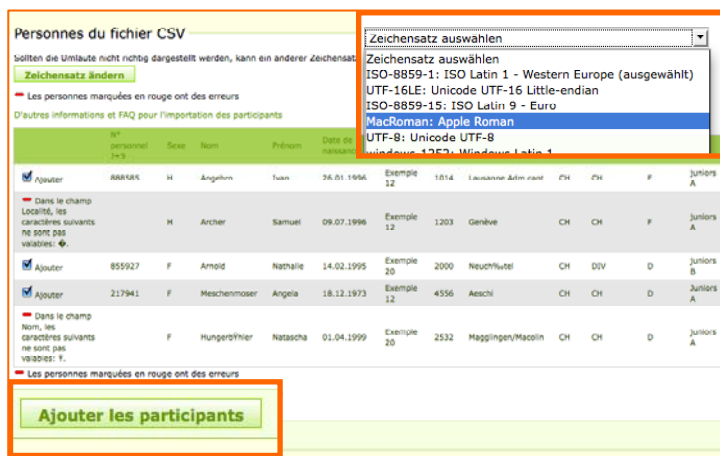 Personnes du fichier CSV
Sollten die Umlaute nicht richtig dargestellt werden, kann ein anderer Zeichensat
Zeichensatz ändern
Les personnes marquées en rouge ont des erreurs
D'autres informations et FAQ pour l'importation des participants
Zeichensatz auswählen
Zeichensatz auswählen
ISO-8859-1: ISO Latin 1 - Western Europe (ausgewählt)
UTF-16LE: Unicode UTF-16 Little-endian
ISO-8859-15: ISO Latin 9 - Euro
MacRoman: Apple Roman
UTF-8: Unicode UTF-8
windows-1252: Windows Latin 1
N° personnel J+S Sexe Nom Prénom Date de naissanc
Ajouter 888585 H Angehrn Ivan 26.01.1996 Exemple 12 1014 Lausanne Adm cant CH CH F juniors A
Dans le champ Localité, les caractères suivants ne sont pas valables: �. H Archer Samuel 09.07.1996 Exemple 12 1203 Genève CH CH F juniors A
Ajouter 855927 F Arnold Nathalie 14.02.1995 Exemple 20 2000 Neuch‰tel CH DIV D juniors B
Ajouter 217941 F Meschenmoser Angela 18.12.1973 Exemple 12 4556 Aeschi CH CH D Juniors A
Dans le champ Nom, les caractères suivants ne sont pas valables: Ÿ. F HungerbŸhler Natascha 01.04.1999 Exemple 20 2532 Magglingen/Macolin CH CH D juniors A
Les personnes marquées en rouge ont des erreurs
Ajouter les participants